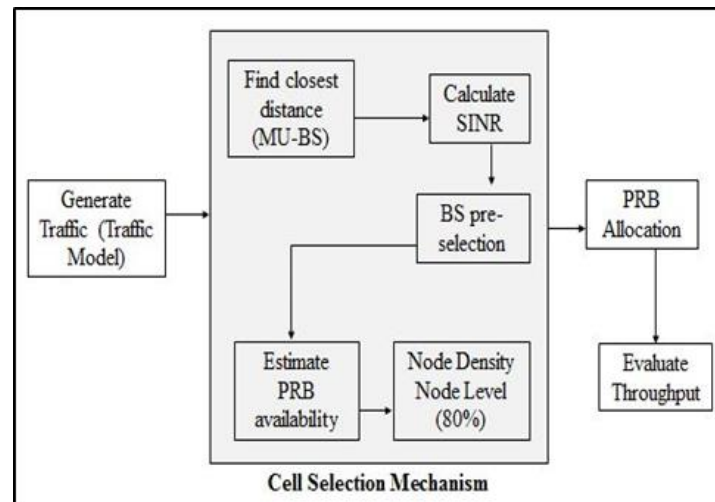 Generate
Traffic (Traffic
Model)
Find closest
distance
(MU-BS)
Calculate
SINR
BS pre-
selection
Estimate
PRB
availability
Node Density
Node Level
(80%)
Cell Selection Mechanism
PRB
Allocation
Evaluate
Throughput